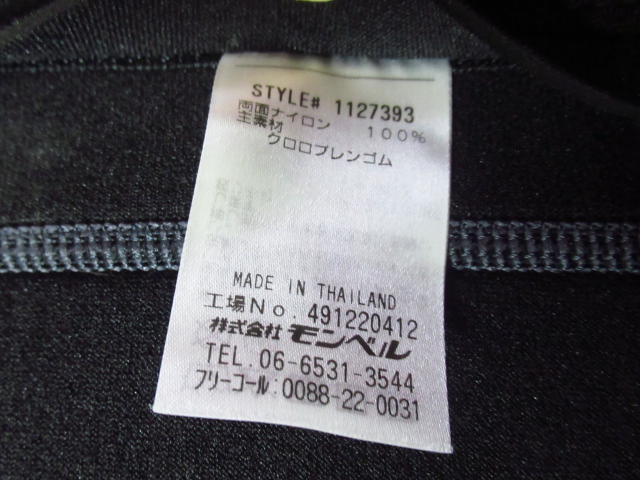 STYLE# 1127393
両面ナイロン 100%
主素材
クロロプレンゴム
MADE IN THAILAND
工場No. 491220412
株式会社 モンベル
TEL. 06-6531-3544
フリーコール:0088-22-0031